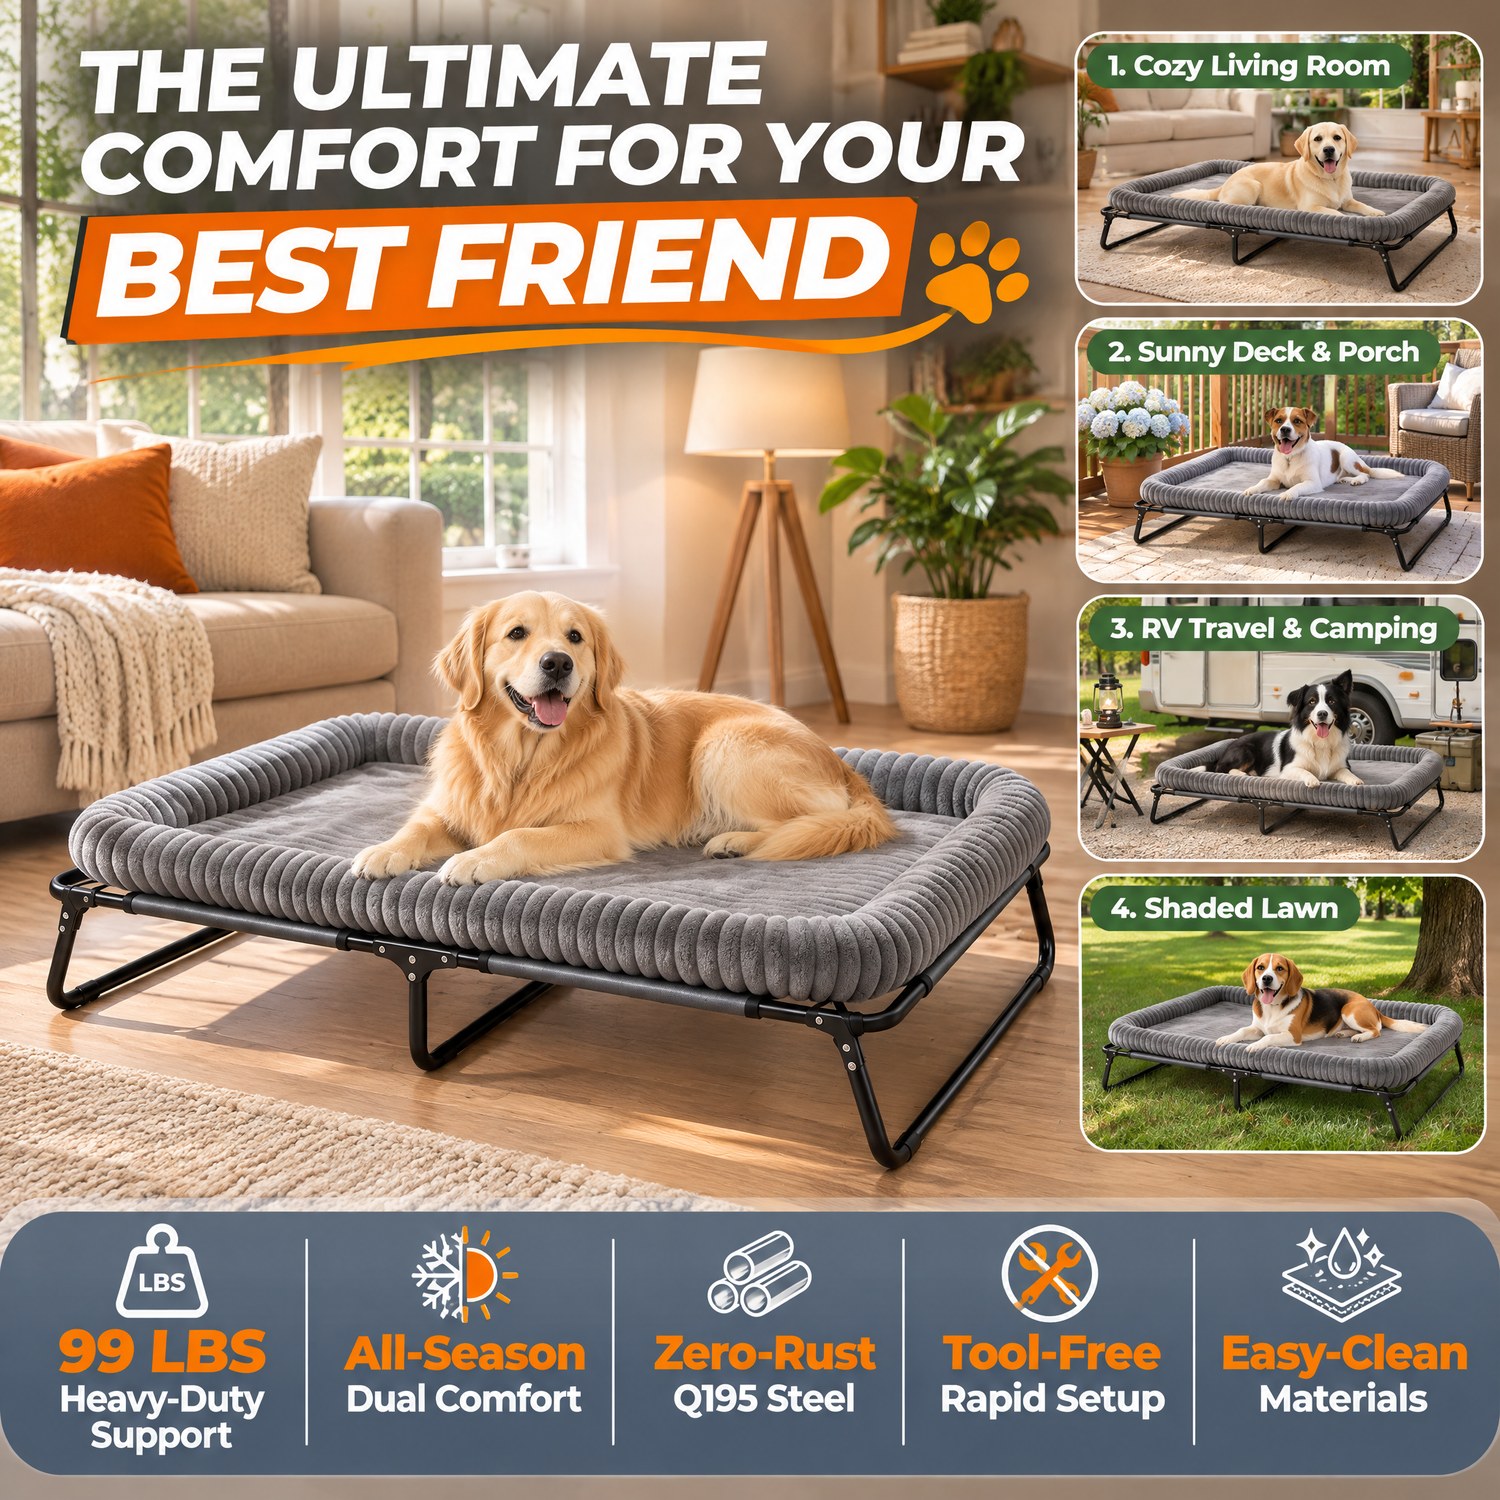 THE ULTIMATE
COMFORT FOR YOUR
BEST FRIEND
1. Cozy Living Room
2. Sunny Deck & Porch
3. RV Travel & Camping
4. Shaded Lawn
LBS
99 LBS
Heavy-Duty
Support
All-Season
Dual Comfort
Zero-Rust
Q195 Steel
Tool-Free
Rapid Setup
Easy-Clean
Materials